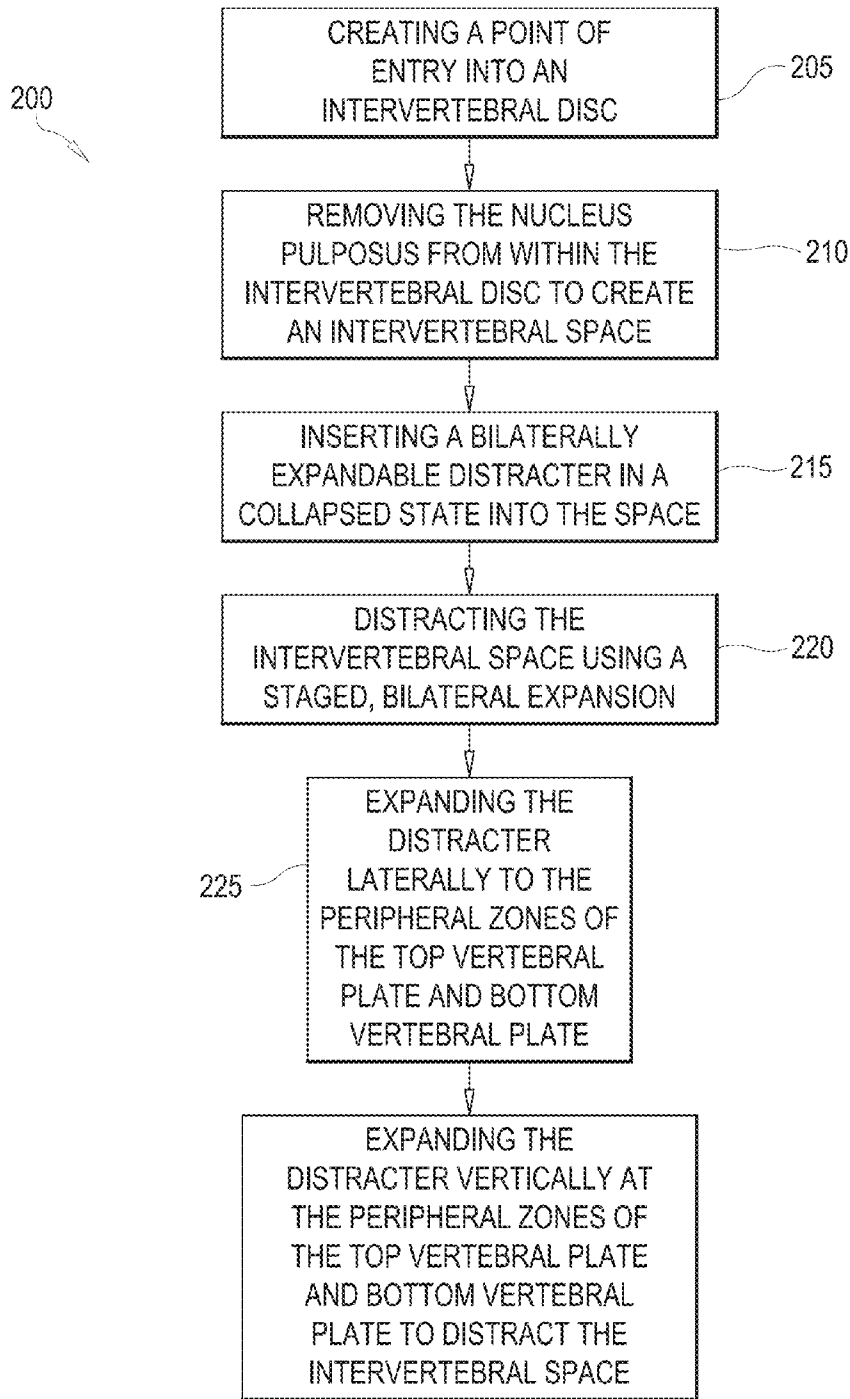 200
CREATING A POINT OF
ENTRY INTO AN
INTERVERTEBRAL DISC
205
REMOVING THE NUCLEUS
PULPOSUS FROM WITHIN THE
INTERVERTEBRAL DISC TO CREATE
AN INTERVERTEBRAL SPACE
210
INSERTING A BILATERALLY
EXPANDABLE DISTRACTER IN A
COLLAPSED STATE INTO THE SPACE
215
DISTRACTING THE
INTERVERTEBRAL SPACE USING A
STAGED, BILATERAL EXPANSION
220
EXPANDING THE
DISTRACTER
LATERALLY TO THE
PERIPHERAL ZONES OF
THE TOP VERTEBRAL
PLATE AND BOTTOM
VERTEBRAL PLATE
225
EXPANDING THE
DISTRACTER VERTICALLY AT
THE PERIPHERAL ZONES OF
THE TOP VERTEBRAL PLATE
AND BOTTOM VERTEBRAL
PLATE TO DISTRACT THE
INTERVERTEBRAL SPACE